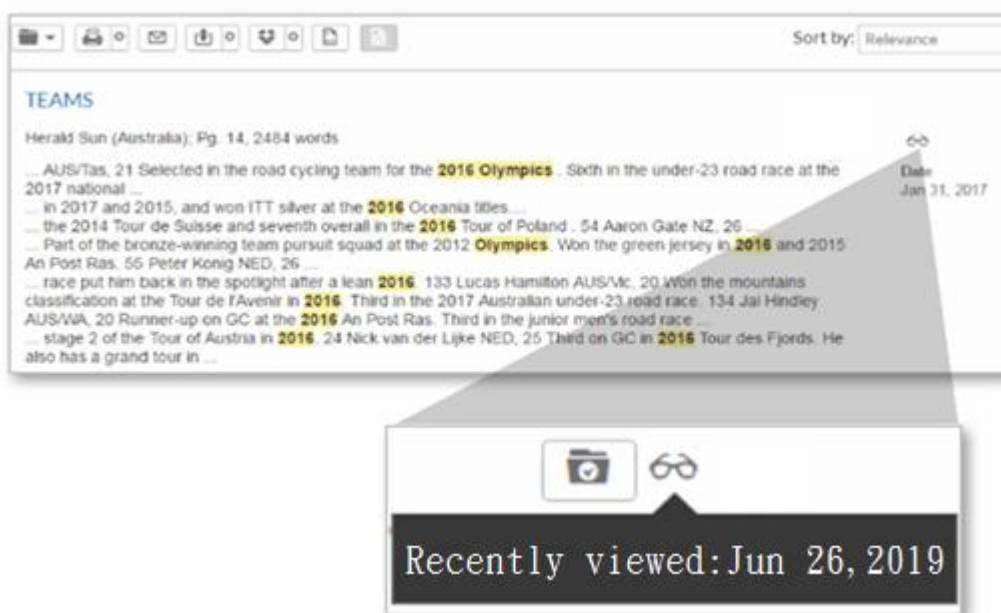 Sort by: Relevance
TEAMS
Herald Sun (Australia); Pg. 14, 2484 words
... AUS/Tas, 21 Selected in the road cycling team for the 2016 Olympics . Sixth in the under-23 road race at the
2017 national ...
... in 2017 and 2015, and won ITT silver at the 2016 Oceania titles....
... the 2014 Tour de Suisse and seventh overall in the 2016 Tour of Poland . 54 Aaron Gate NZ, 26 ...
... Part of the bronze-winning team pursuit squad at the 2012 Olympics. Won the green jersey in 2016 and 2015
An Post Ras. 55 Peter Konig NED, 26 ...
... race put him back in the spotlight after a lean 2016. 133 Lucas Hamilton AUS/Vic, 20 Won the mountains
classification at the Tour de l'Avenir in 2016. Third in the 2017 Australian under-23 road race. 134 Jai Hindley
AUS/WA, 20 Runner-up on GC at the 2016 An Post Ras. Third in the junior men's road race ...
... stage 2 of the Tour of Austria in 2016. 24 Nick van der Lijke NED, 25 Third on GC in 2016 Tour des Fjords. He
also has a grand tour in ...
Date
Jan 31, 2017
Recently viewed:Jun 26,2019